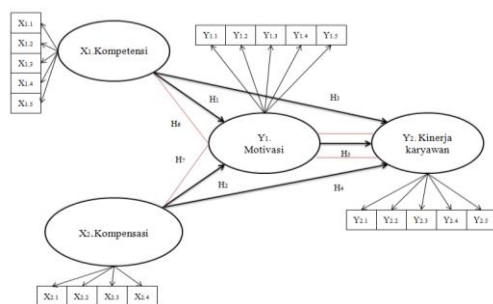 X1.1
X1.2
X1.3
X1.4
X1.5
X1.Kompetensi
Y1.1 Y1.2 Y1.3 Y1.4 Y1.5
H1
H3
H6
Y1.
Motivasi
Y2. Kinerja
karyawan
H5
H7
H2
H4
X2.Kompensasi
Y2.1 Y2.2 Y2.3 Y2.4 Y2.5
X2.1 X2.2 X2.3 X2.4